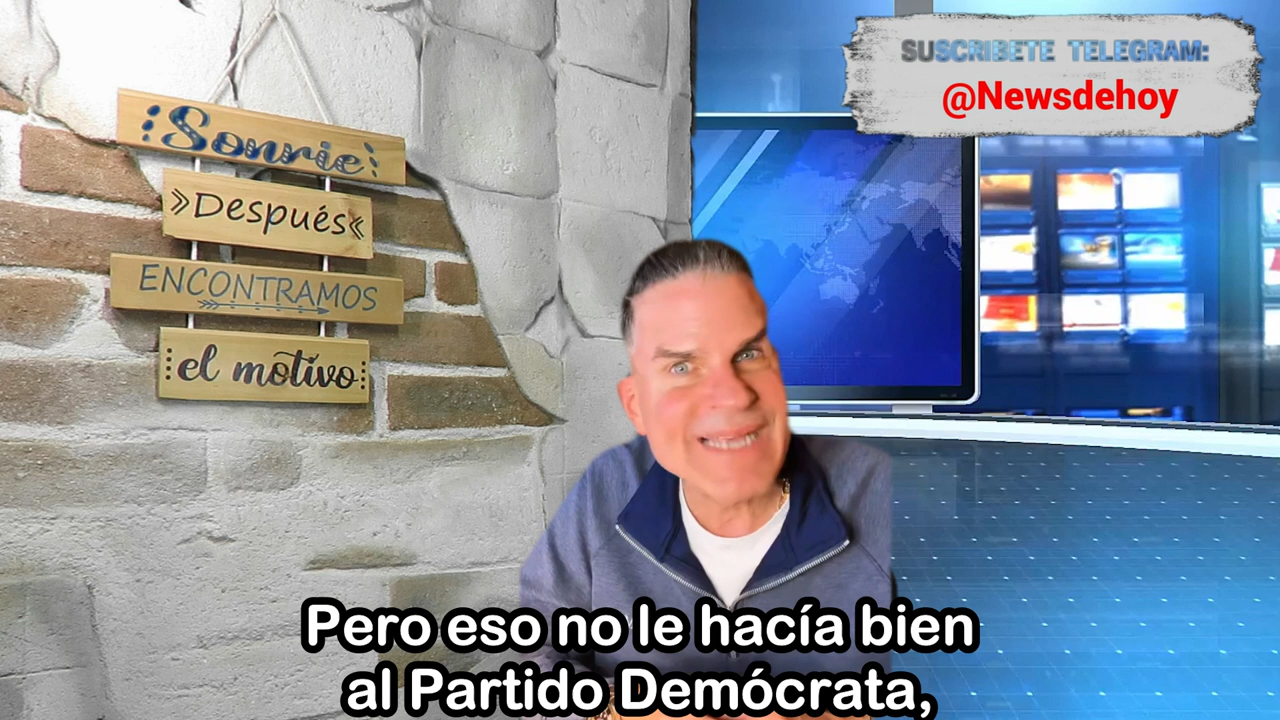 ¡Sonríe!
»Después«
ENCONTRAMOS
el motivo
SUSCRIBETE TELEGRAM:
@Newsdehoy
Pero eso no le hacía bien
al Partido Demócrata,